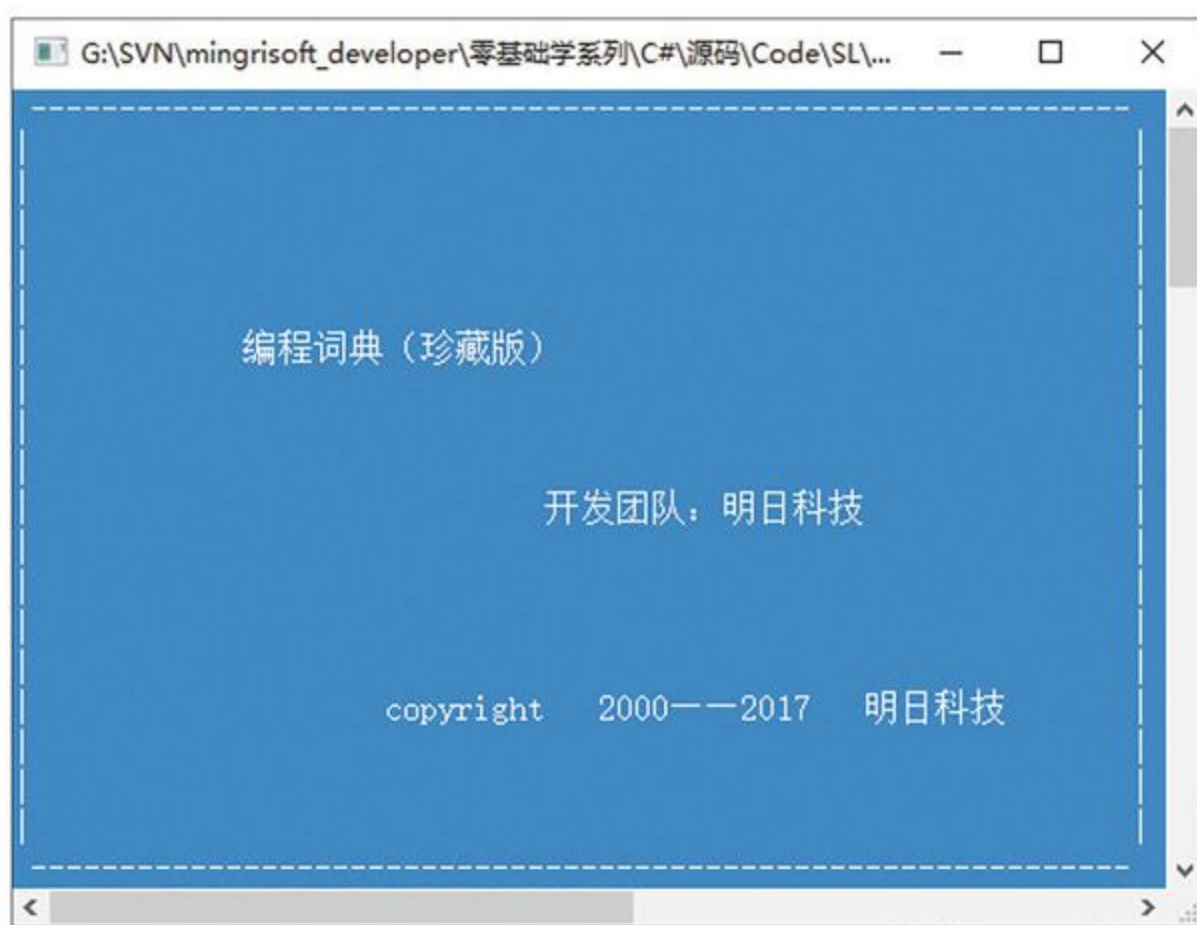 G:\SVN\mingrisoft_developer\零基础学系列\C#\源码\Code\SL\...
编程词典（珍藏版）
开发团队：明日科技
copyright 2000——2017 明日科技